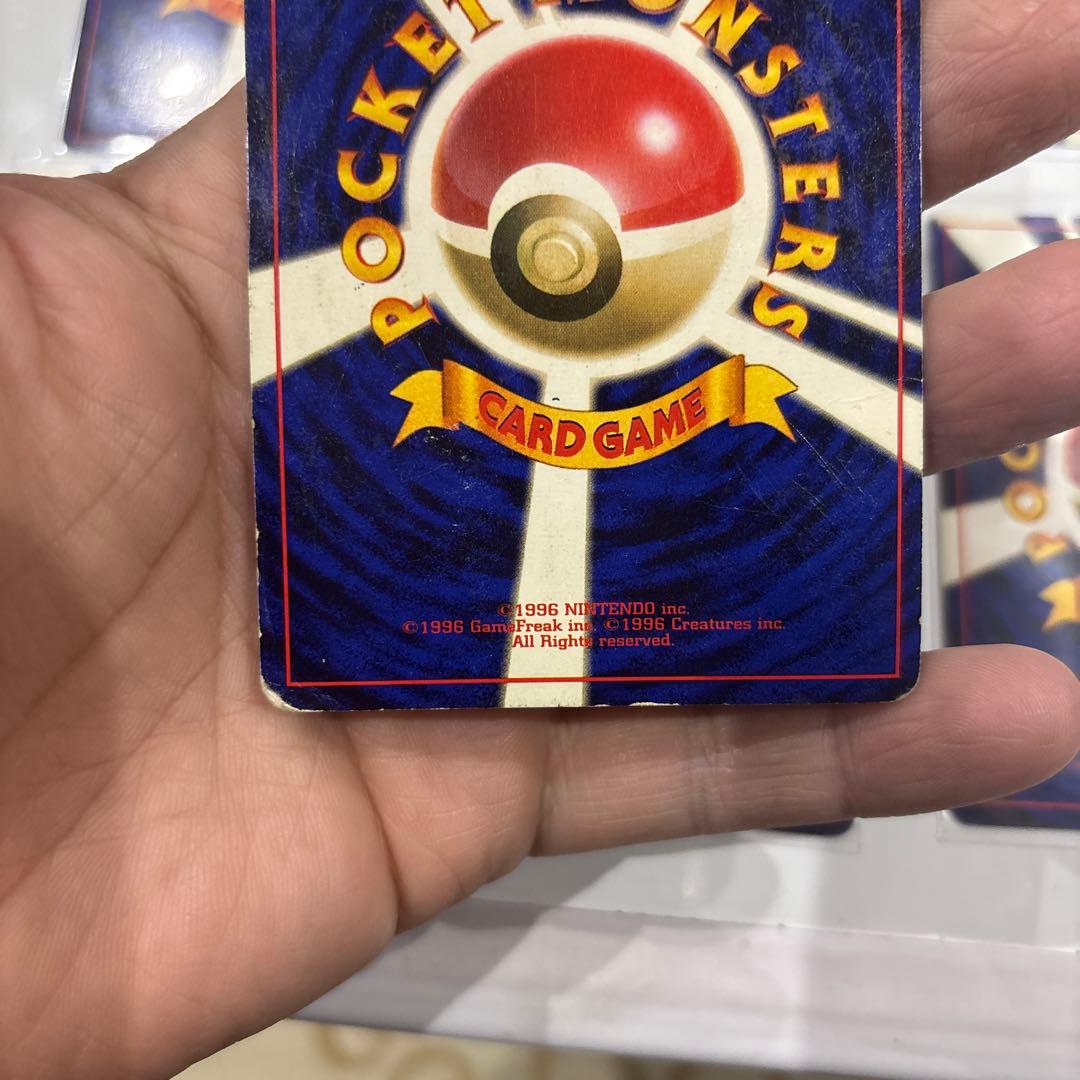 POCKET MONSTERS
CARD GAME
©1996 NINTENDO inc.
©1996 GameFreak inc. ©1996 Creatures inc.
All Rights reserved.